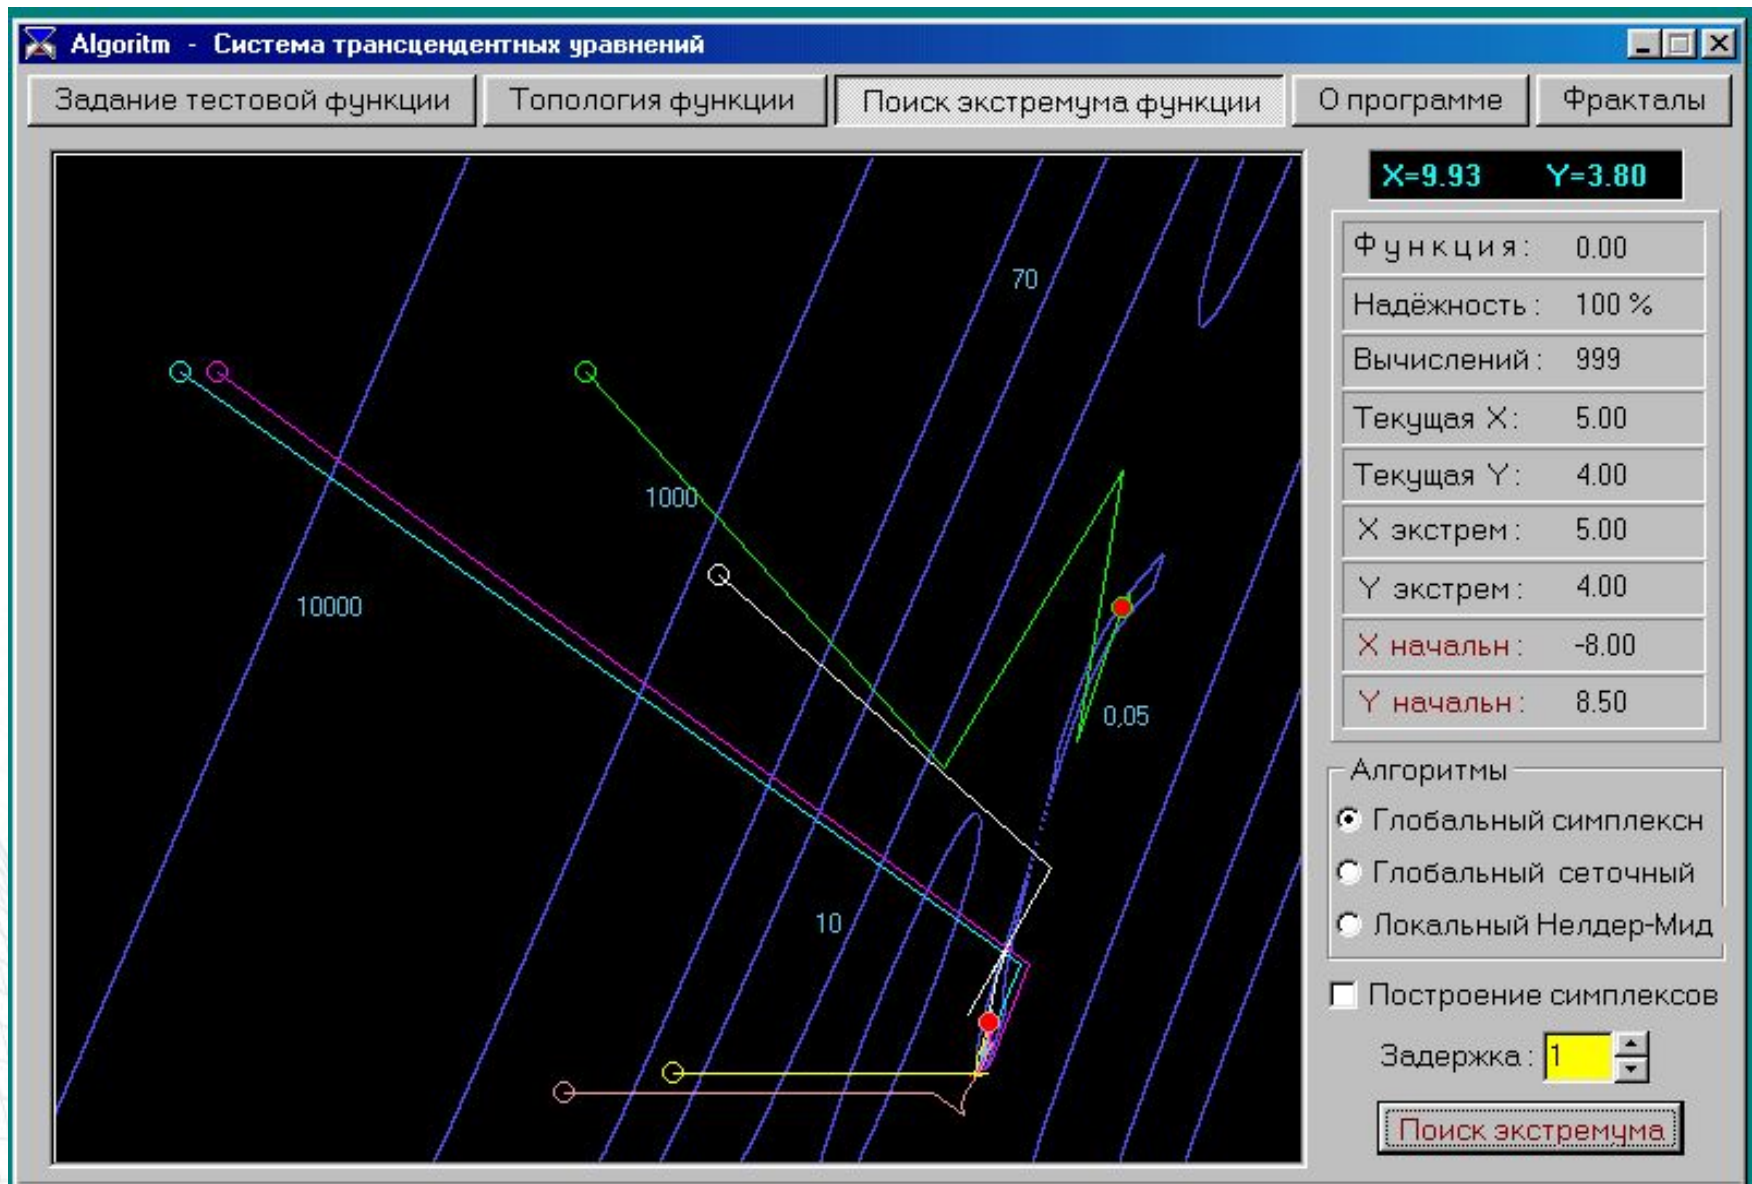 Algoritm - Система трансцендентных уравнений
Задание тестовой функции
Топология функции
Поиск экстремума функции
О программе
Фракталы
X=9.93 Y=3.80
Функция: 0.00
Надёжность: 100 %
Вычислений: 999
Текущая X: 5.00
Текущая Y: 4.00
X экстрем: 5.00
Y экстрем: 4.00
X начальн: -8.00
Y начальн: 8.50
Алгоритмы
Глобальный симплексн
Глобальный сеточный
Локальный Нелдер-Мид
Построение симплексов
Задержка: 1
Поиск экстремума
70
1000
10000
0,05
10